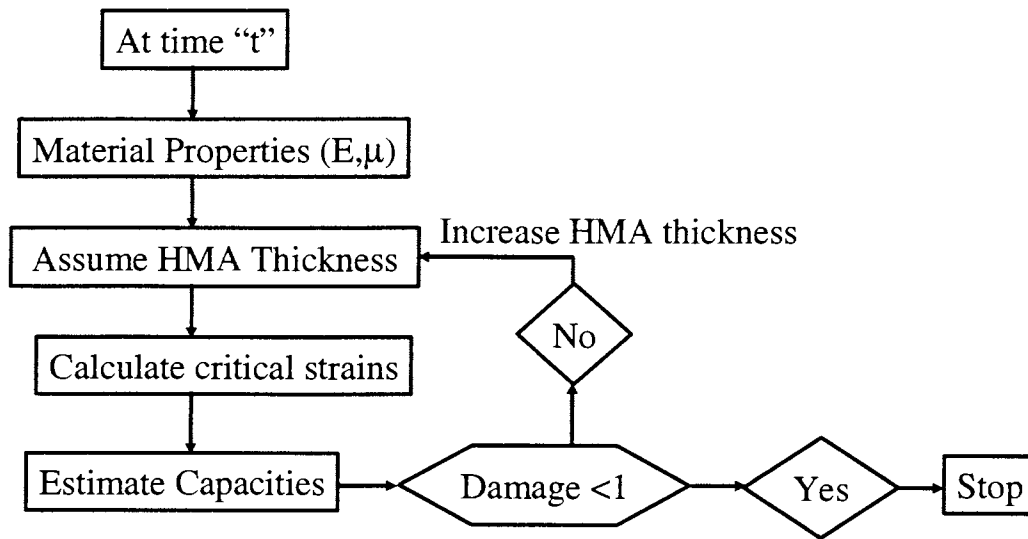 At time “t”
Material Properties (E,μ)
Increase HMA thickness
Assume HMA Thickness
No
Calculate critical strains
Estimate Capacities
Damage <1
Yes
Stop